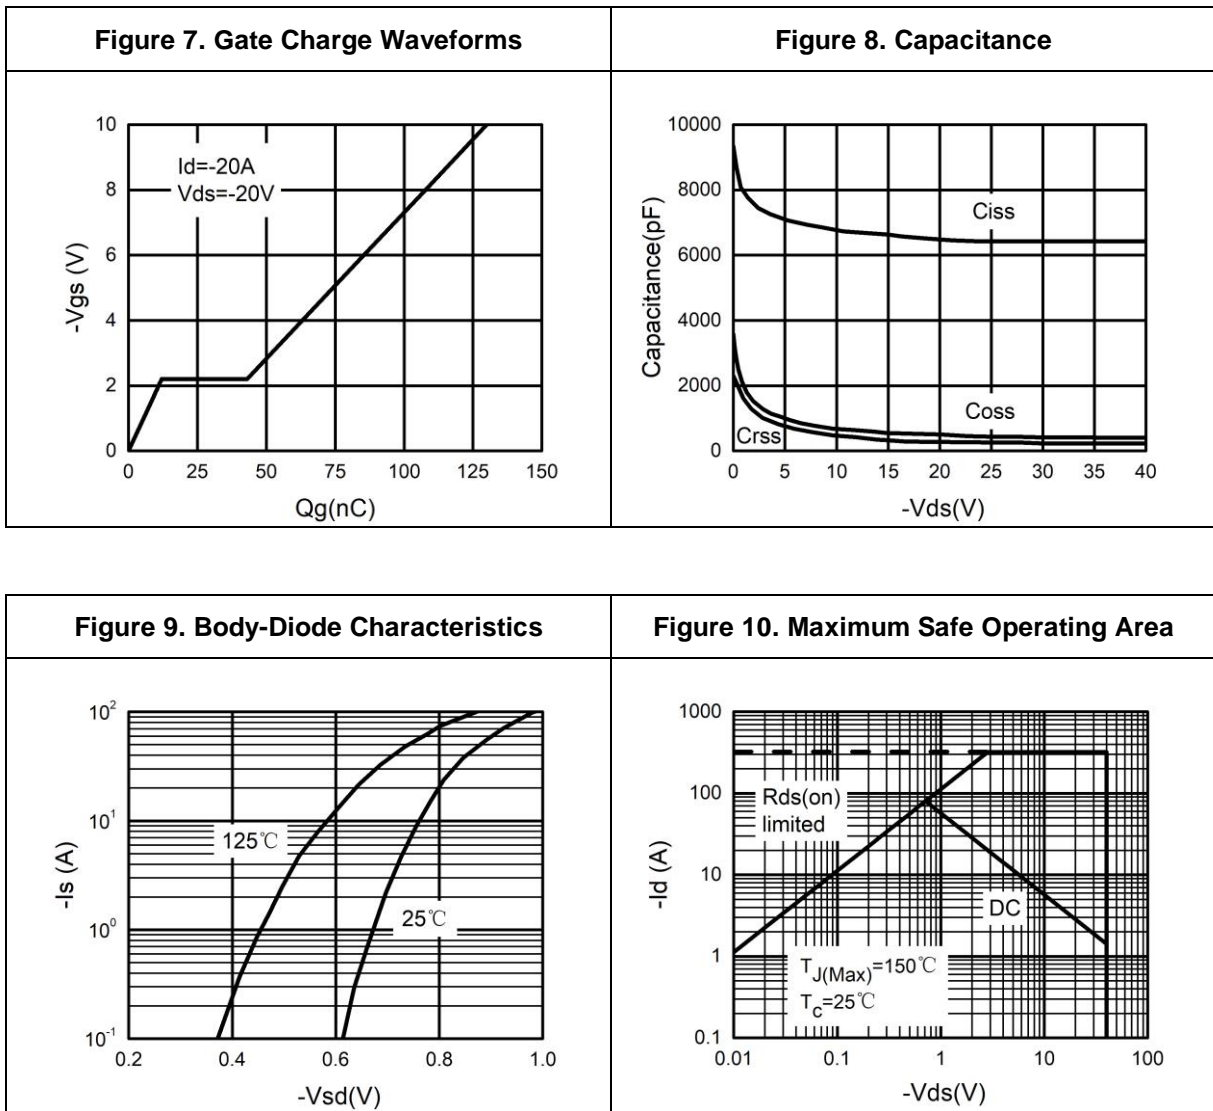 Figure 7. Gate Charge Waveforms
Figure 8. Capacitance
10
8
6
4
2
0
-Vgs (V)
Id=-20A
Vds=-20V
0 25 50 75 100 125 150
Qg(nC)
10000
8000
6000
4000
2000
0
Capacitance(pF)
Ciss
Coss
Crss
0 5 10 15 20 25 30 35 40
-Vds(V)
Figure 9. Body-Diode Characteristics
Figure 10. Maximum Safe Operating Area
10²
10¹
10⁰
10⁻¹
-Is (A)
125℃
25℃
0.2 0.4 0.6 0.8 1.0
-Vsd(V)
1000
100
10
1
0.1
-Id (A)
Rds(on)
limited
DC
TJ(Max)=150℃
Tc=25℃
0.01 0.1 1 10 100
-Vds(V)